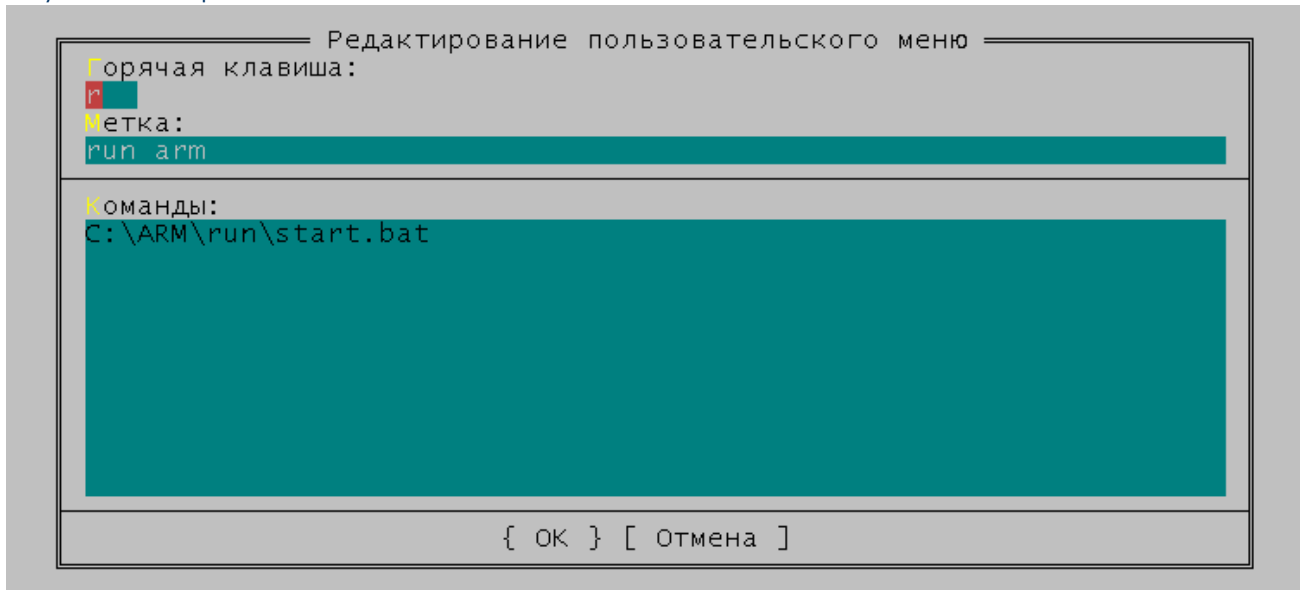 Редактирование пользовательского меню
Горячая клавиша:
r
Метка:
run arm
Команды:
C:\ARM\run\start.bat
{ OK } [ Отмена ]